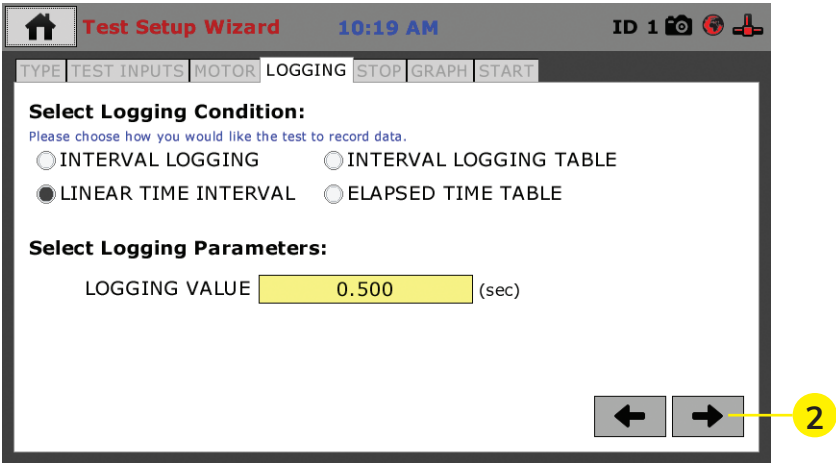 Test Setup Wizard 10:19 AM ID 1
TYPE TEST INPUTS MOTOR LOGGING STOP GRAPH START
Select Logging Condition:
Please choose how you would like the test to record data.
INTERVAL LOGGING INTERVAL LOGGING TABLE
LINEAR TIME INTERVAL ELAPSED TIME TABLE
Select Logging Parameters:
LOGGING VALUE 0.500 (sec)
2